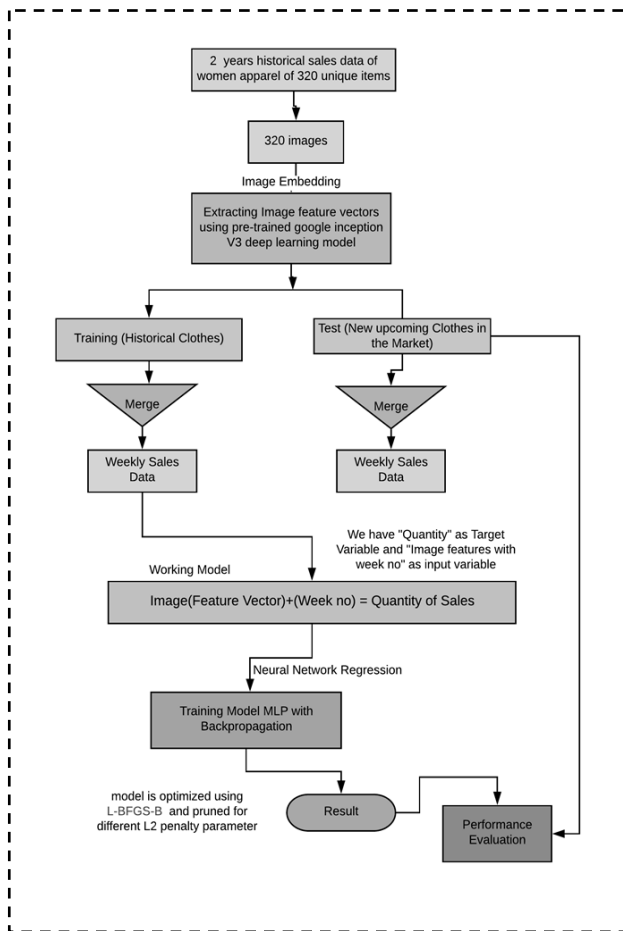 2 years historical sales data of
women apparel of 320 unique items
320 images
Image Embedding
Extracting Image feature vectors
using pre-trained google inception
V3 deep learning model
Training (Historical Clothes)
Test (New upcoming Clothes in
the Market)
Merge
Merge
Weekly Sales
Data
Weekly Sales
Data
We have "Quantity" as Target
Variable and "Image features with
week no" as input variable
Working Model
Image(Feature Vector)+(Week no) = Quantity of Sales
Neural Network Regression
Training Model MLP with
Backpropagation
model is optimized using
L-BFGS-B and pruned for
different L2 penalty parameter
Result
Performance
Evaluation